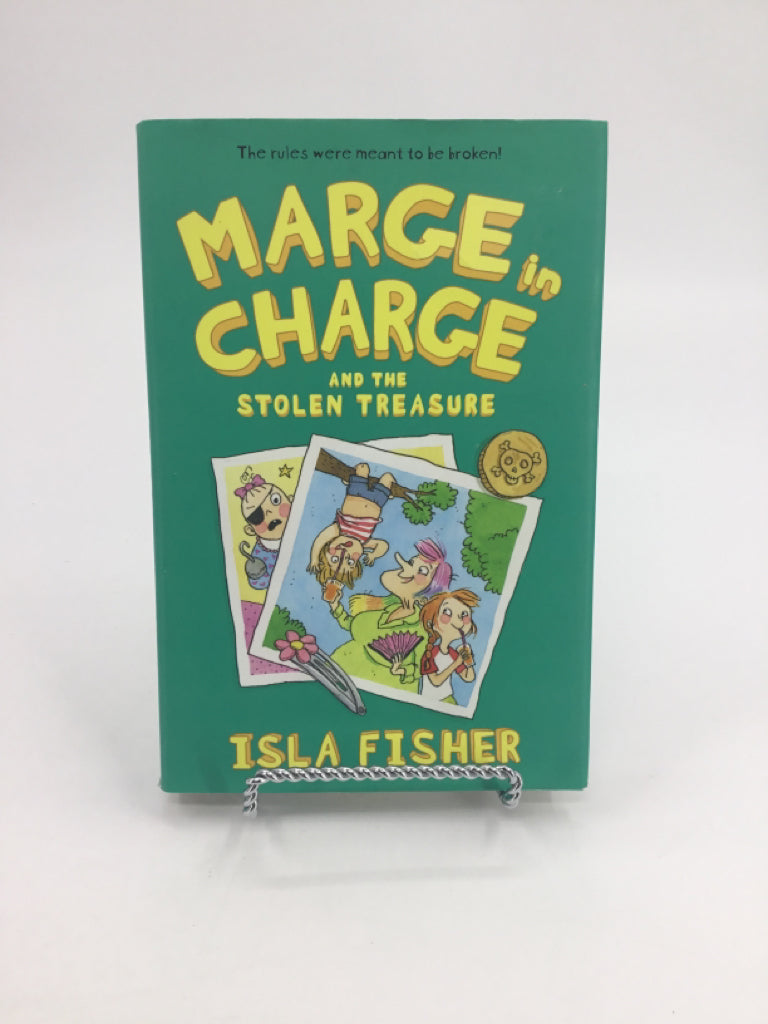 The rules were meant to be broken!
MARGE in
CHARGE
AND THE
STOLEN TREASURE
ISLA FISHER